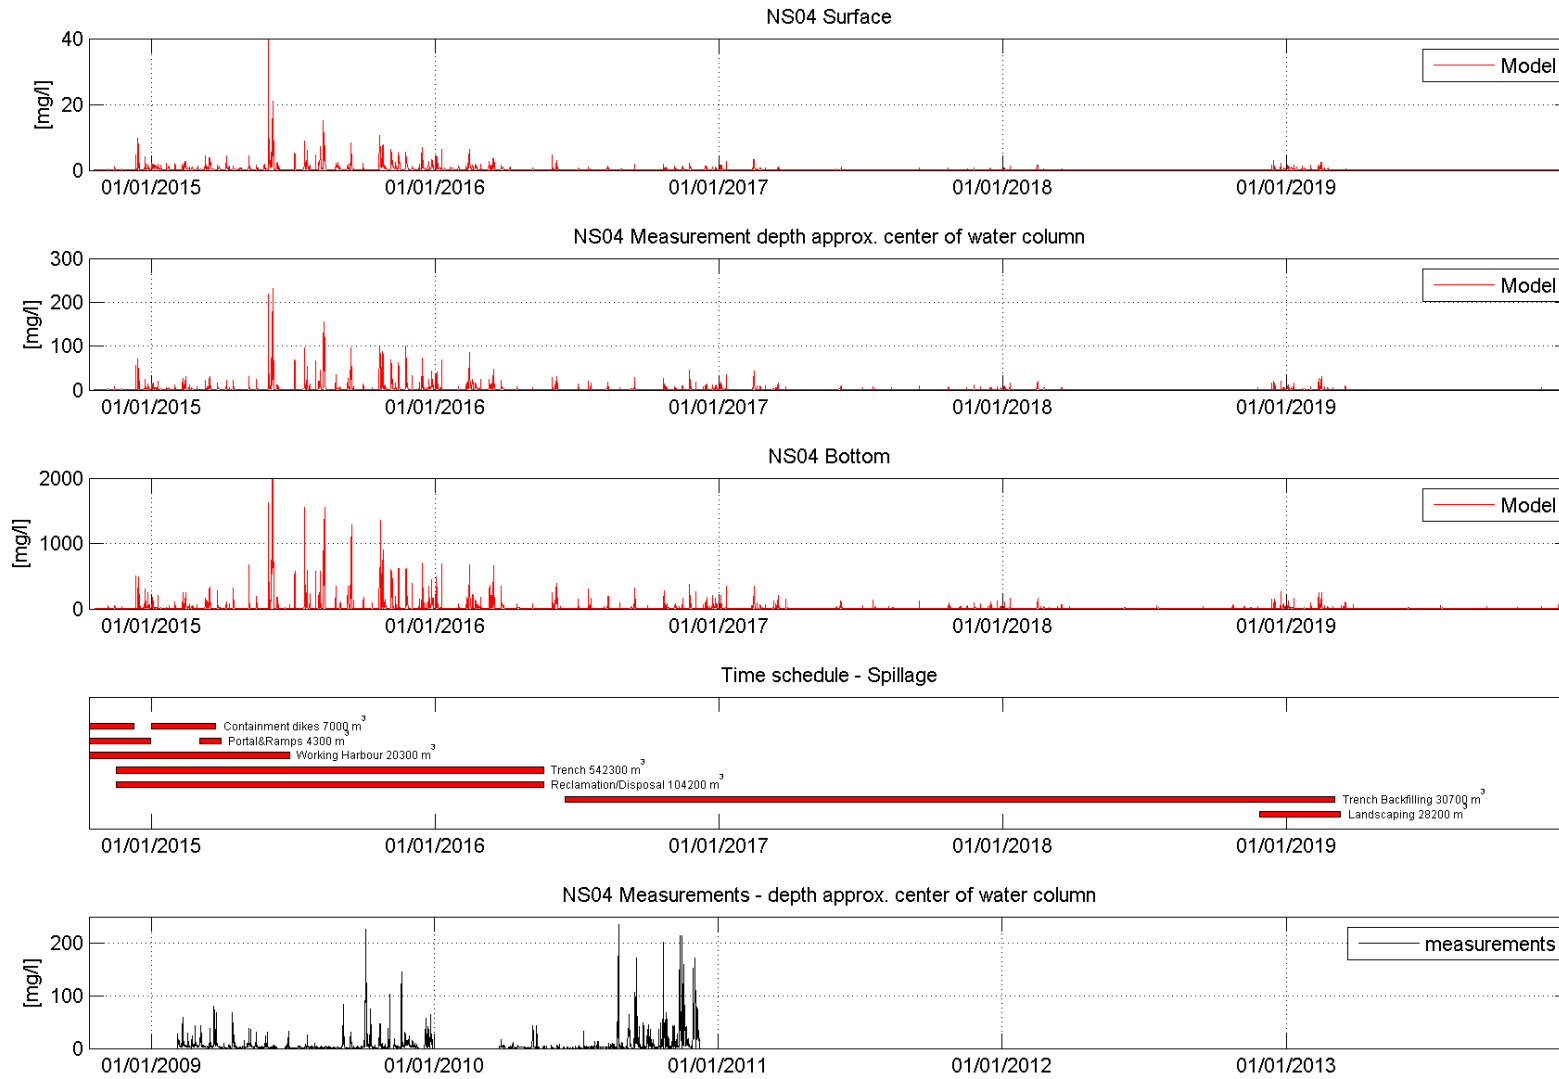 NS04 Surface
40
20
0
[mg/l]
Model
01/01/2015 01/01/2016 01/01/2017 01/01/2018 01/01/2019
NS04 Measurement depth approx. center of water column
300
200
100
0
[mg/l]
Model
01/01/2015 01/01/2016 01/01/2017 01/01/2018 01/01/2019
NS04 Bottom
2000
1000
0
[mg/l]
Model
01/01/2015 01/01/2016 01/01/2017 01/01/2018 01/01/2019
Time schedule - Spillage
Containment dikes 7000 m³
Portal&Ramps 4300 m³
Working Harbour 20300 m³
Trench 542300 m³
Reclamation/Disposal 104200 m³
Trench Backfilling 30700 m³
Landscaping 28200 m³
01/01/2015 01/01/2016 01/01/2017 01/01/2018 01/01/2019
NS04 Measurements - depth approx. center of water column
200
100
0
[mg/l]
measurements
01/01/2009 01/01/2010 01/01/2011 01/01/2012 01/01/2013